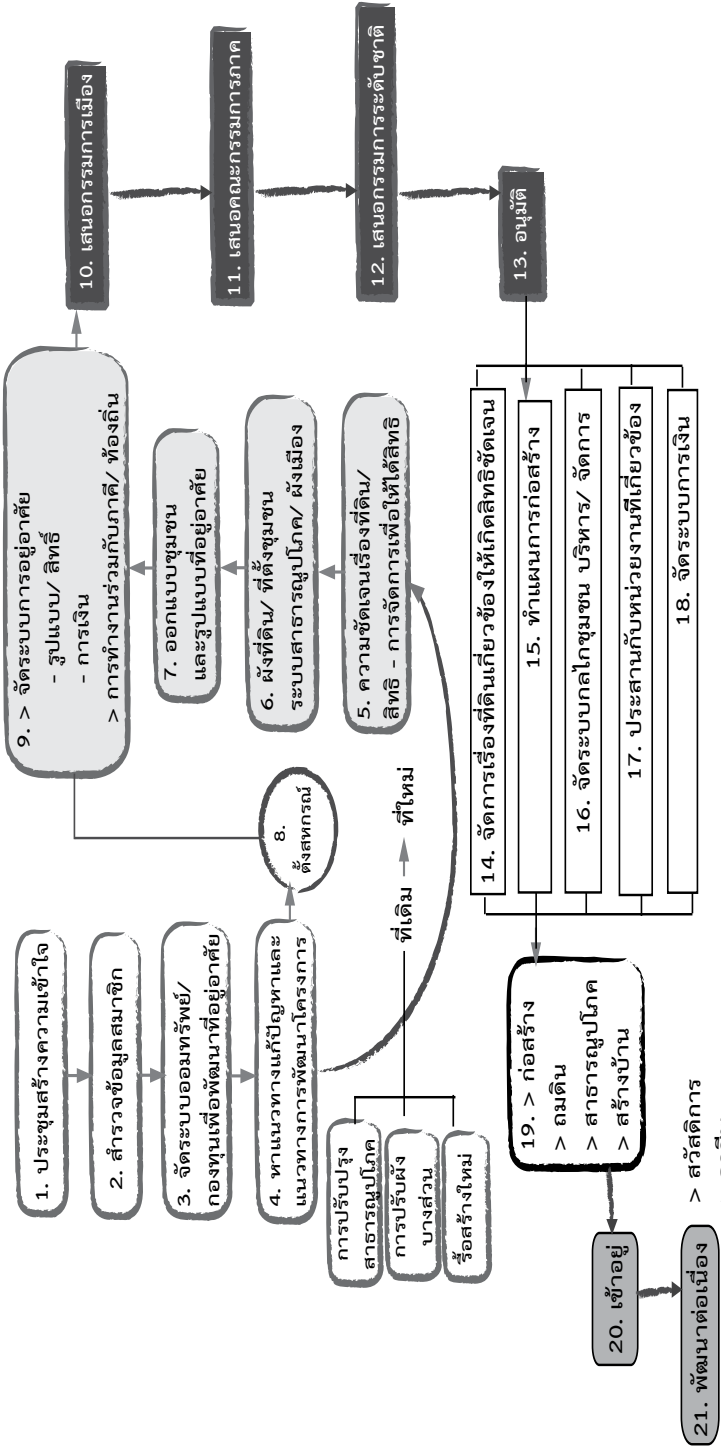 1. ประชุมสร้างความเข้าใจ
2. สำรวจข้อมูลสมาชิก
3. จัดระบบออมทรัพย์/
กองทุนเพื่อพัฒนาที่อยู่อาศัย
4. หาแนวทางแก้ปัญหาและ
แนวทางการพัฒนาโครงการ
การปรับปรุง
สาธารณูปโภค
การปรับผัง
บางส่วน
รื้อสร้างใหม่
ที่เดิม
ที่ใหม่
5. ความชัดเจนเรื่องที่ดิน/
สิทธิ - การจัดการเพื่อให้ได้สิทธิ
6. ผังที่ดิน/ ที่ตั้งชุมชน
ระบบสาธารณูปโภค/ ผังเมือง
7. ออกแบบชุมชน
และรูปแบบที่อยู่อาศัย
8.
ตั้งสหกรณ์
9. > จัดระบบการอยู่อาศัย
- รูปแบบ/ สิทธิ์
- การเงิน
> การทำงานร่วมกับภาคี/ ท้องถิ่น
10. เสนอกรรมการเมือง
11. เสนอคณะกรรมการภาค
12. เสนอกรรมการระดับชาติ
13. อนุมัติ
14. จัดการเรื่องที่ดินเกี่ยวข้องให้เกิดสิทธิชัดเจน
15. ทำแผนการก่อสร้าง
16. จัดระบบกลไกชุมชน บริหาร/ จัดการ
17. ประสานกับหน่วยงานที่เกี่ยวข้อง
18. จัดระบบการเงิน
19. > ก่อสร้าง
> ถมดิน
> สาธารณูปโภค
> สร้างบ้าน
20. เข้าอยู่
21. พัฒนาต่อเนื่อง
> สวัสดิการ